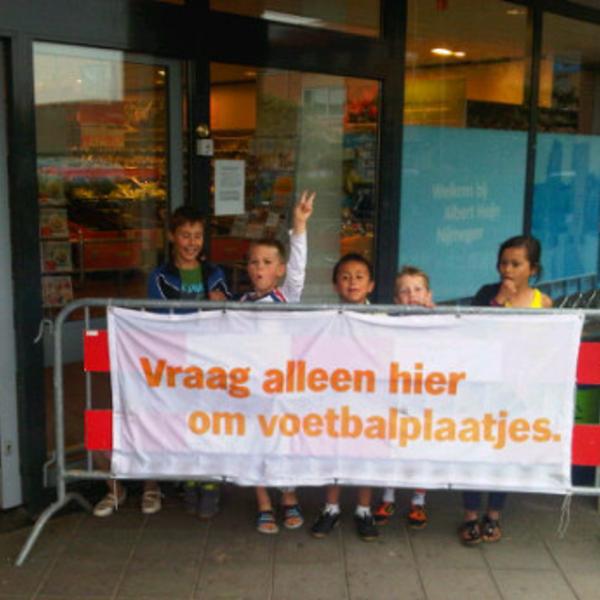 Welkom bij
Albert Heijn
Nijmegen
Vraag alleen hier
om voetbalplaatjes.